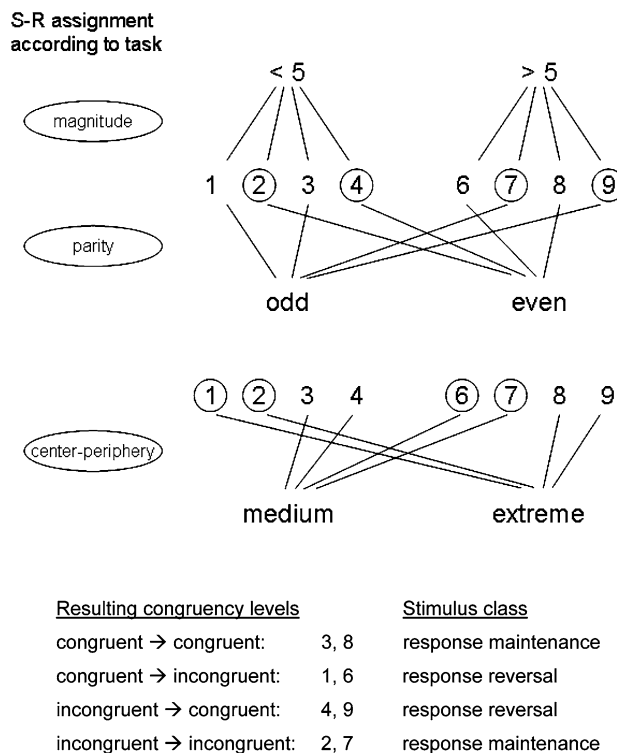 S-R assignment
according to task
< 5 > 5
magnitude
1 2 3 4 6 7 8 9
parity
odd even
1 2 3 4 6 7 8 9
center-periphery
medium extreme
Resulting congruency levels Stimulus class
congruent → congruent: 3, 8 response maintenance
congruent → incongruent: 1, 6 response reversal
incongruent → congruent: 4, 9 response reversal
incongruent → incongruent: 2, 7 response maintenance